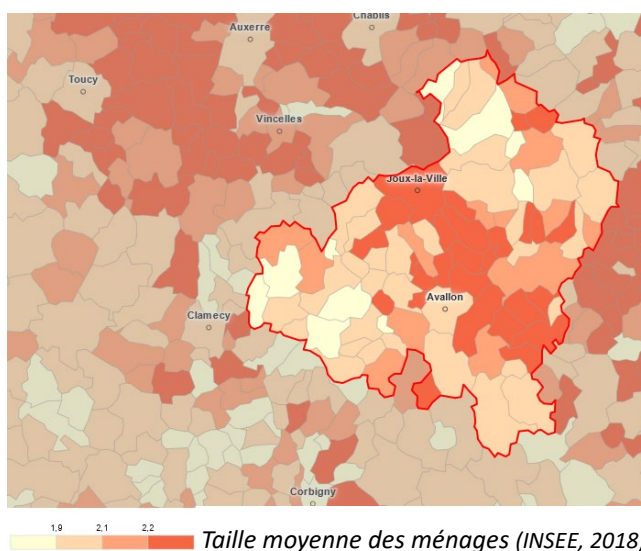 Auxerre
Chablis
Toucy
Vincelles
Joux-la-Ville
Avallon
Clamecy
Corbigny
1,9 2,1 2,2
Taille moyenne des ménages (INSEE, 2018)